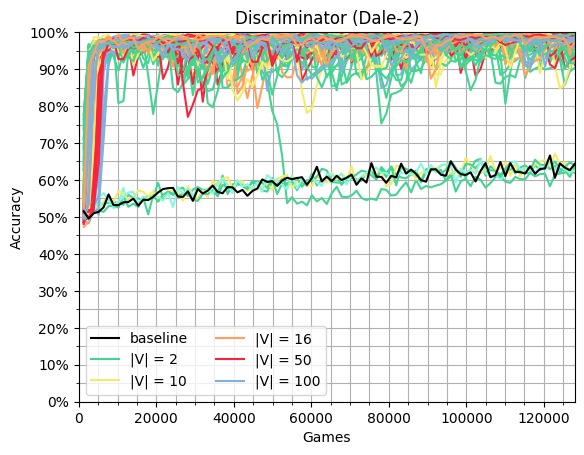 Discriminator (Dale-2)
100%
90%
80%
70%
60%
50%
40%
30%
20%
10%
0%
Accuracy
baseline
|V| = 2
|V| = 10
|V| = 16
|V| = 50
|V| = 100
0 20000 40000 60000 80000 100000 120000
Games